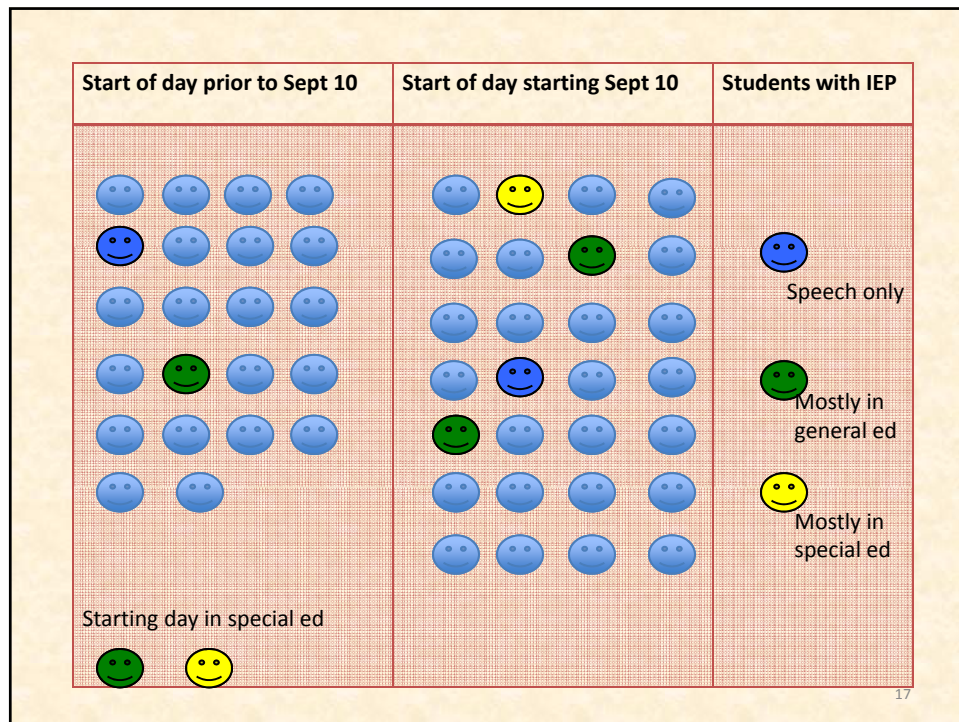 Start of day prior to Sept 10
Start of day starting Sept 10
Students with IEP
Speech only
Mostly in
general ed
Mostly in
special ed
Starting day in special ed
17